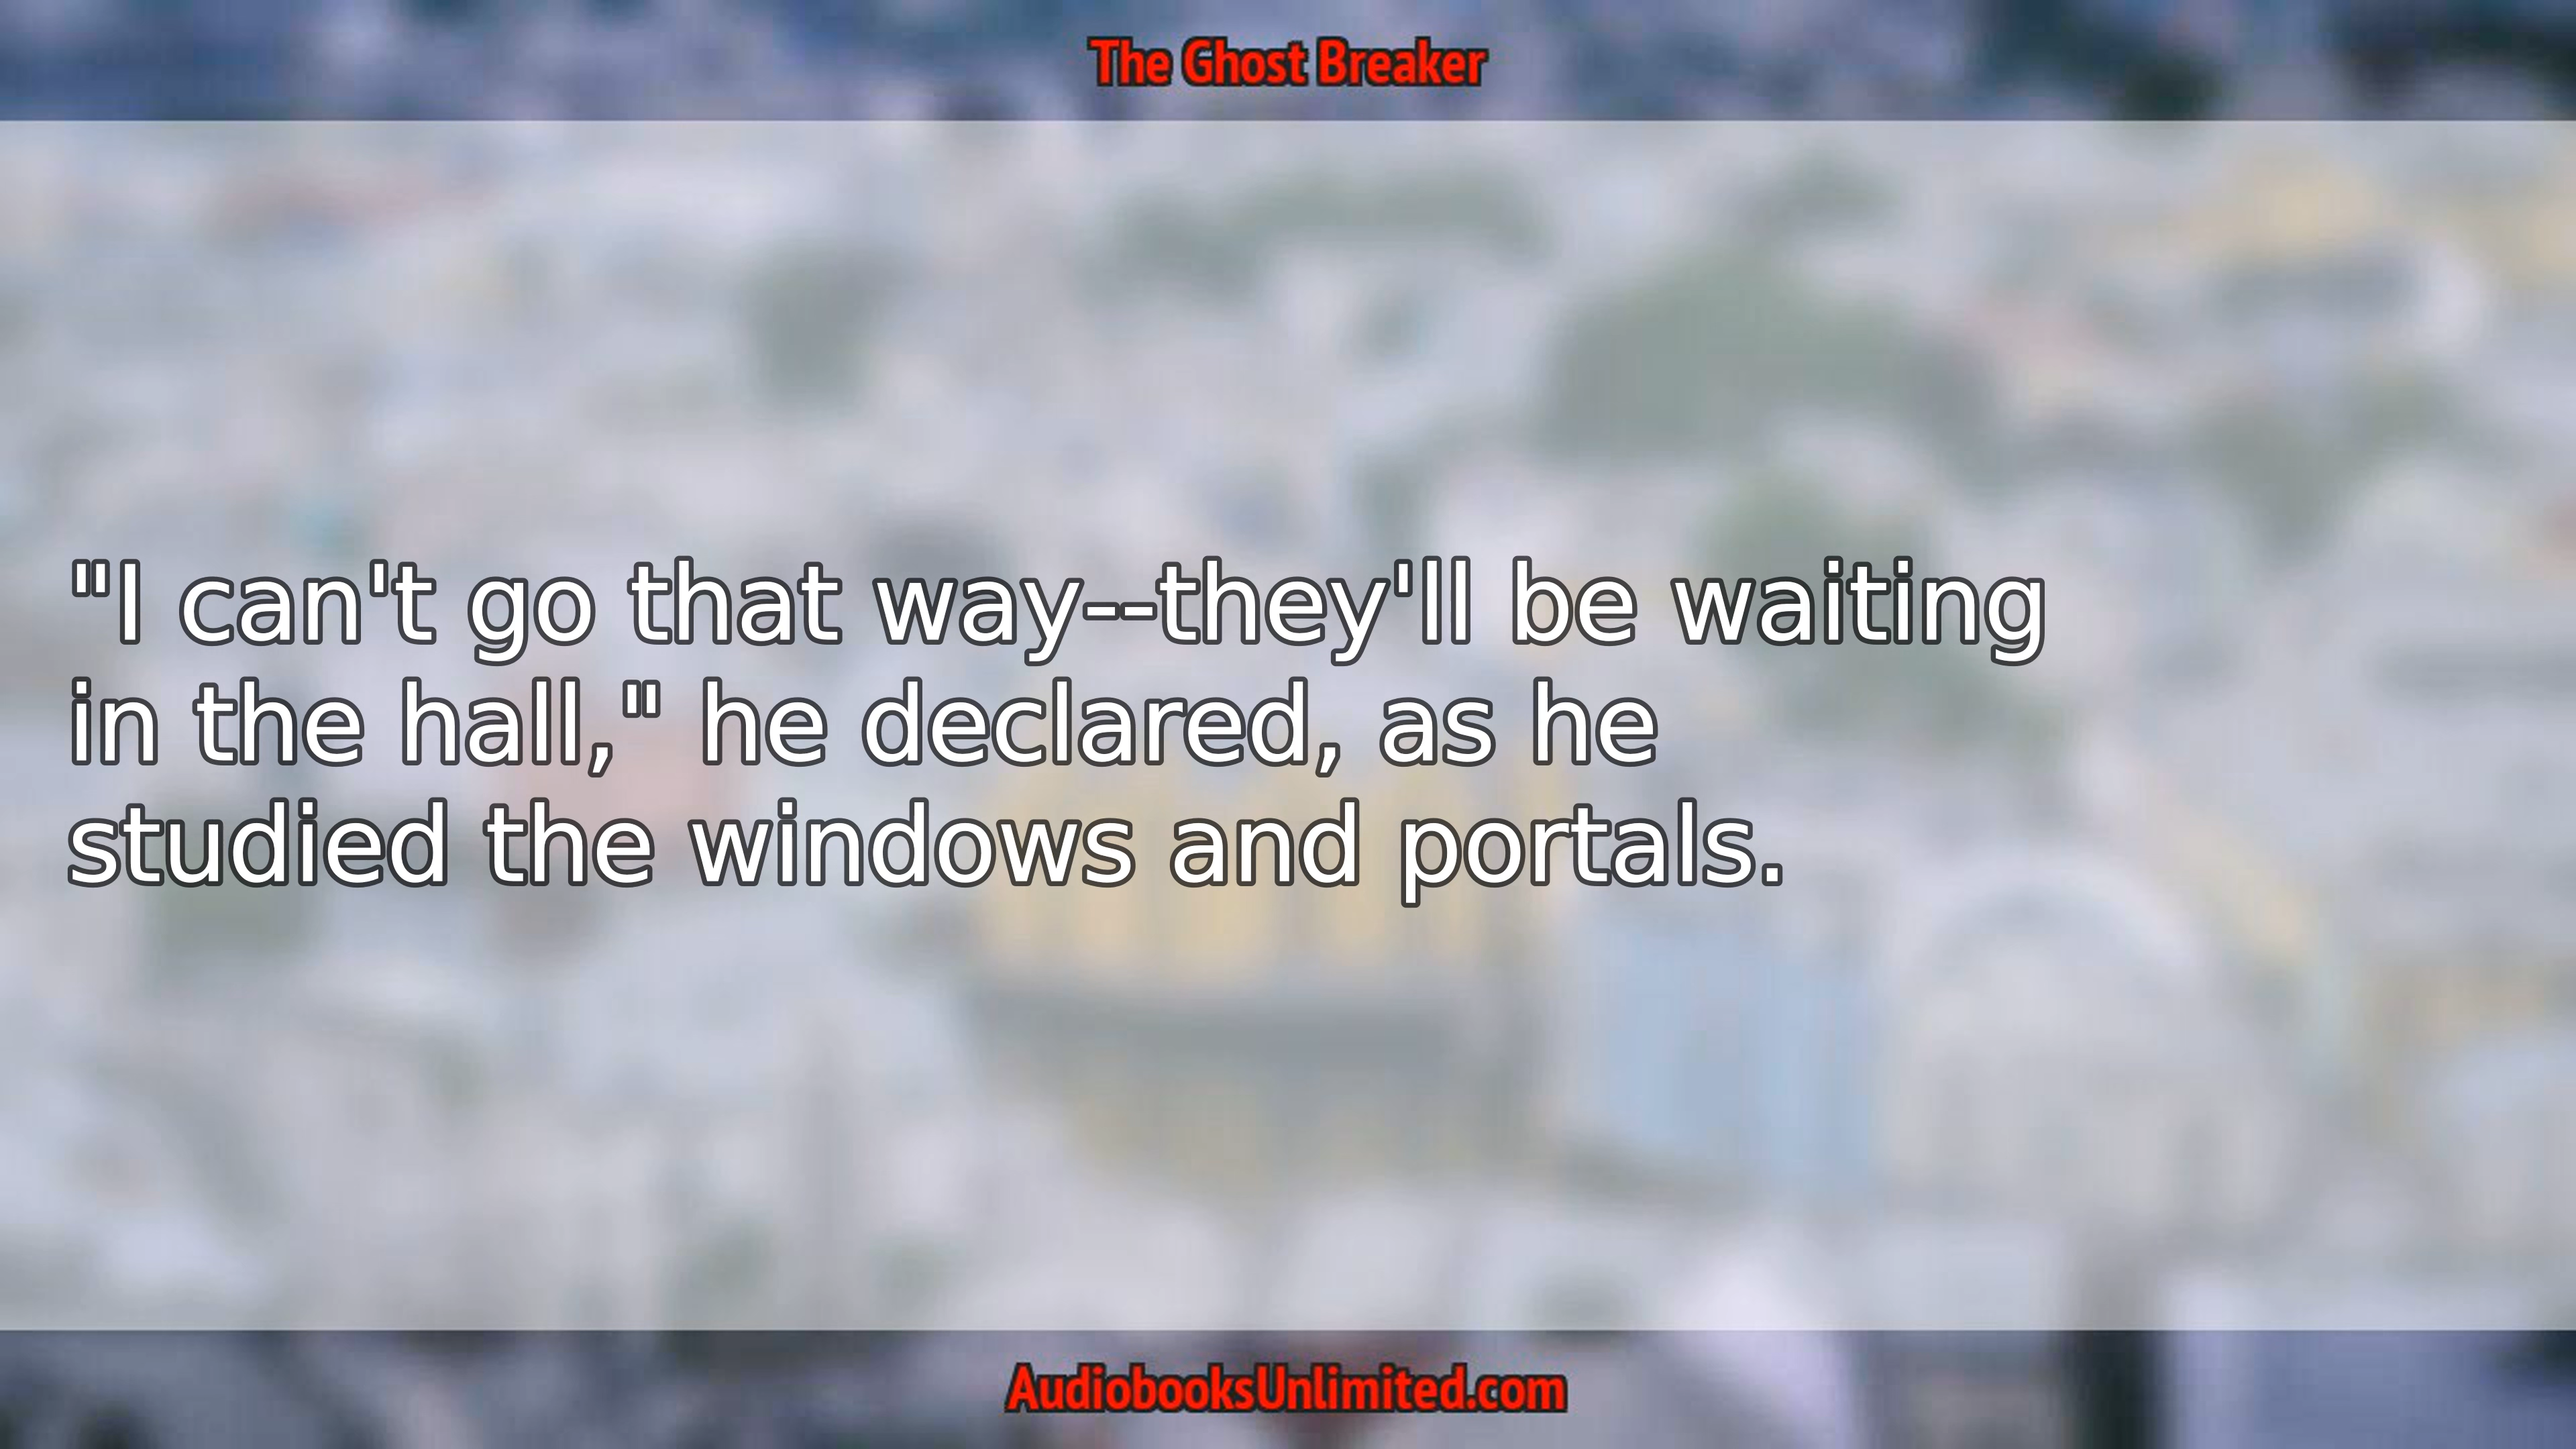 The Ghost Breaker
"I can't go that way--they'll be waiting
in the hall," he declared, as he
studied the windows and portals.
AudiobooksUnlimited.com